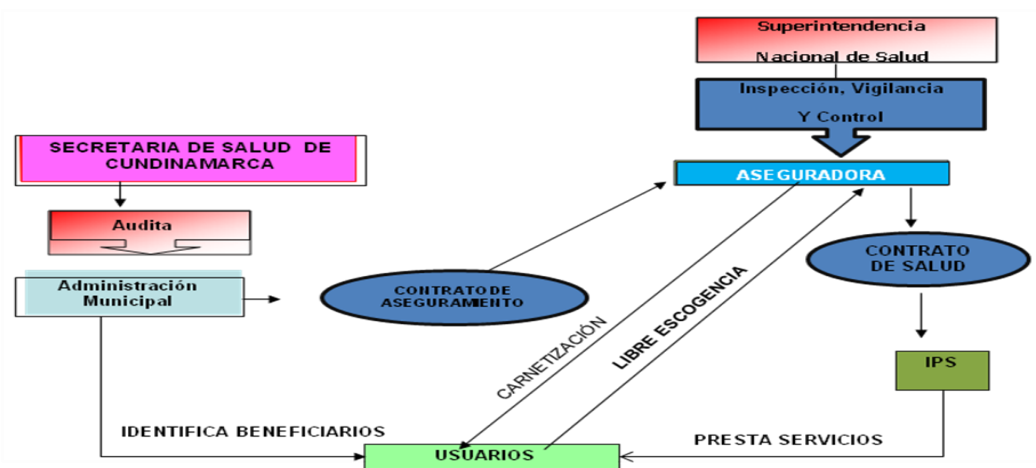 Superintendencia
Nacional de Salud
Inspección, Vigilancia
Y Control
SECRETARIA DE SALUD DE
CUNDINAMARCA
ASEGURADORA
Audita
CONTRATO
DE SALUD
Administración
Municipal
CONTRATO DE
ASEGURAMIENTO
CARNETIZACIÓN
LIBRE ESCOGENCIA
IPS
IDENTIFICA BENEFICIARIOS
PRESTA SERVICIOS
USUARIOS